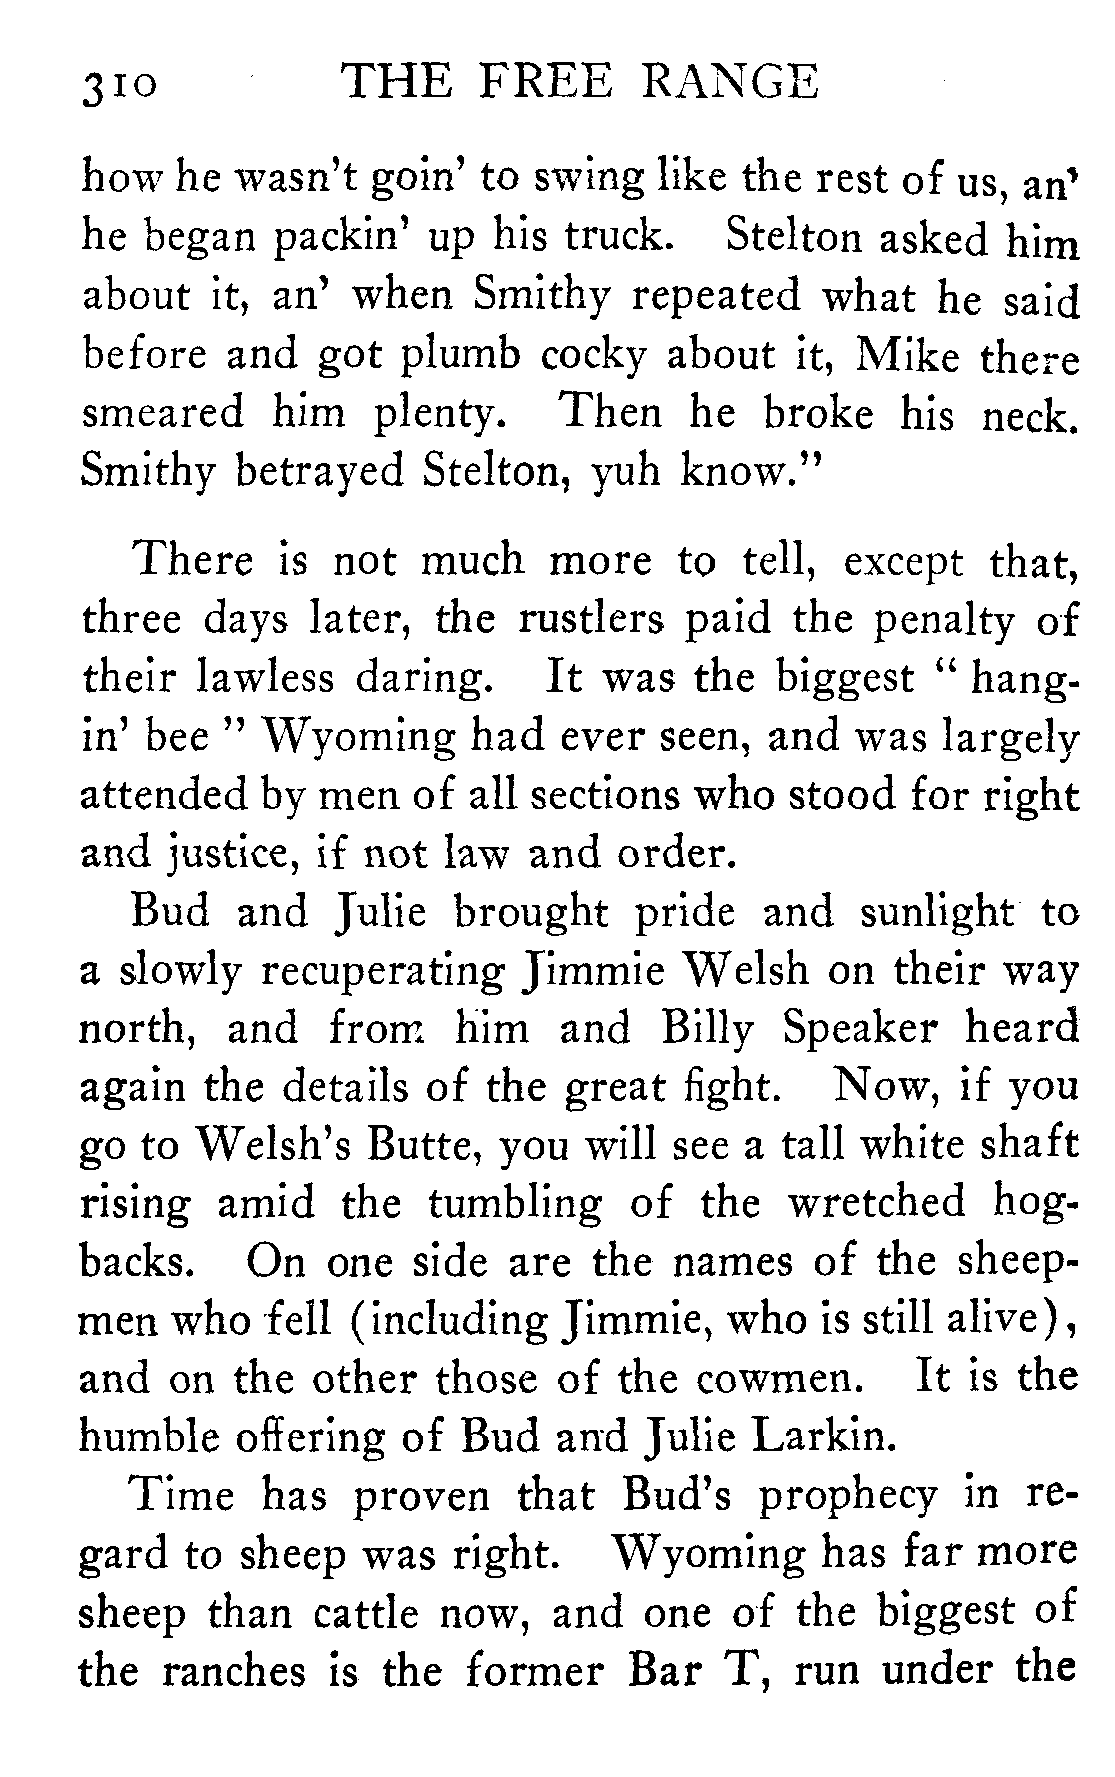 310 THE FREE RANGE
how he wasn't goin' to swing like the rest of us, an'
he began packin' up his truck. Stelton asked him
about it, an' when Smithy repeated what he said
before and got plumb cocky about it, Mike there
smeared him plenty. Then he broke his neck.
Smithy betrayed Stelton, yuh know."
There is not much more to tell, except that,
three days later, the rustlers paid the penalty of
their lawless daring. It was the biggest " hang-
in' bee " Wyoming had ever seen, and was largely
attended by men of all sections who stood for right
and justice, if not law and order.
Bud and Julie brought pride and sunlight to
a slowly recuperating Jimmie Welsh on their way
north, and from him and Billy Speaker heard
again the details of the great fight. Now, if you
go to Welsh's Butte, you will see a tall white shaft
rising amid the tumbling of the wretched hog-
backs. On one side are the names of the sheep-
men who fell (including Jimmie, who is still alive),
and on the other those of the cowmen. It is the
humble offering of Bud and Julie Larkin.
Time has proven that Bud's prophecy in re-
gard to sheep was right. Wyoming has far more
sheep than cattle now, and one of the biggest of
the ranches is the former Bar T, run under the